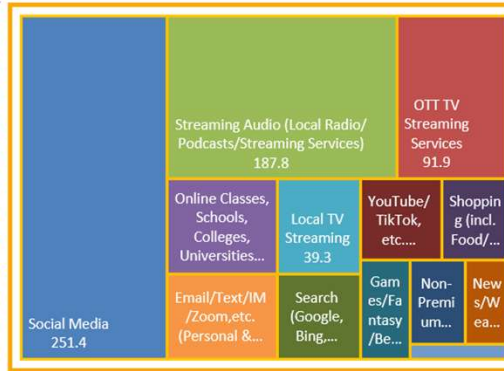 Social Media
251.4
Streaming Audio (Local Radio/
Podcasts/Streaming Services)
187.8
OTT TV
Streaming
Services
91.9
Online Classes,
Schools,
Colleges,
Universities...
Local TV
Streaming
39.3
YouTube/
TikTok,
etc....
Shoppin
g (incl.
Food/...
Email/Text/IM
/Zoom,etc.
(Personal &...
Search
(Google,
Bing,...
Gam
es/Fa
ntasy
/Be...
Non-
Premi
um...
New
s/W
ea...